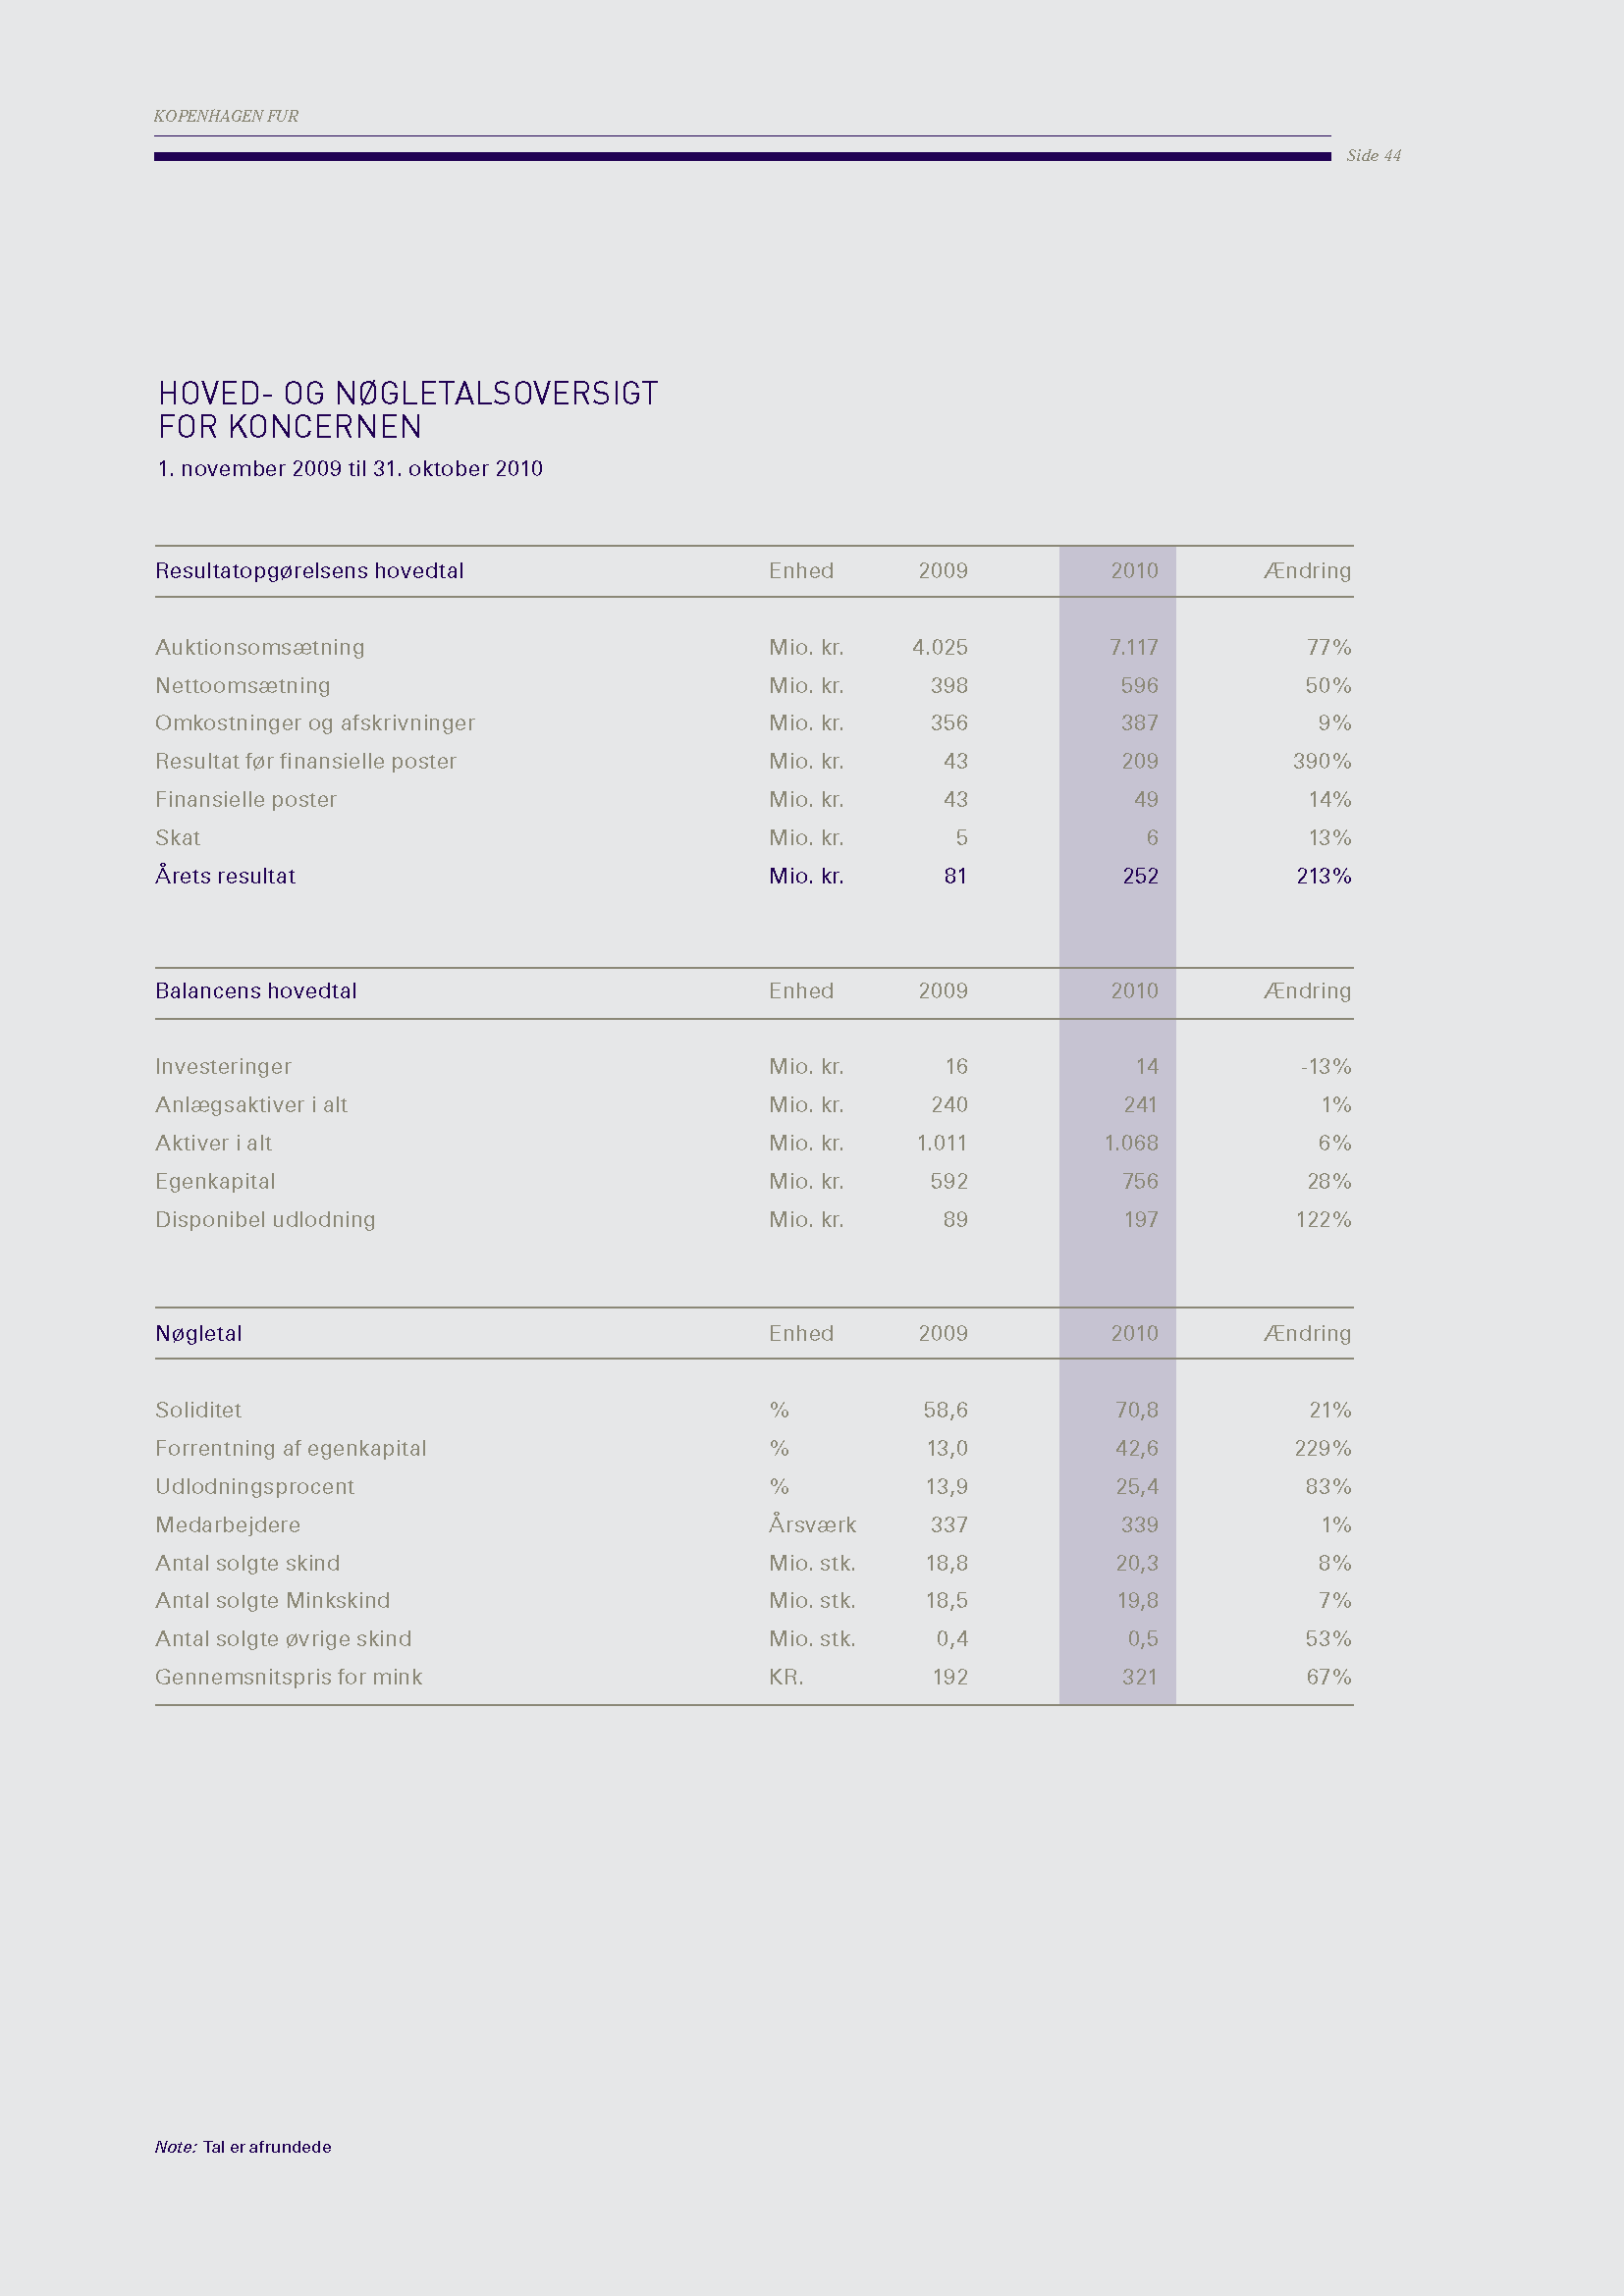 KOPENHAGEN FUR
Side 44
HOVED- OG NØGLETALSOVERSIGT
FOR KONCERNEN
1. november 2009 til 31. oktober 2010
Resultatopgørelsens hovedtal Enhed 2009 2010 Ændring
Auktionsomsætning Mio. kr. 4.025 7.117 77%
Nettoomsætning Mio. kr. 398 596 50%
Omkostninger og afskrivninger Mio. kr. 356 387 9%
Resultat før finansielle poster Mio. kr. 43 209 390%
Finansielle poster Mio. kr. 43 49 14%
Skat Mio. kr. 5 6 13%
Årets resultat Mio. kr. 81 252 213%
Balancens hovedtal Enhed 2009 2010 Ændring
Investeringer Mio. kr. 16 14 -13%
Anlægsaktiver i alt Mio. kr. 240 241 1%
Aktiver i alt Mio. kr. 1.011 1.068 6%
Egenkapital Mio. kr. 592 756 28%
Disponibel udlodning Mio. kr. 89 197 122%
Nøgletal Enhed 2009 2010 Ændring
Soliditet % 58,6 70,8 21%
Forrentning af egenkapital % 13,0 42,6 229%
Udlodningsprocent % 13,9 25,4 83%
Medarbejdere Årsværk 337 339 1%
Antal solgte skind Mio. stk. 18,8 20,3 8%
Antal solgte Minkskind Mio. stk. 18,5 19,8 7%
Antal solgte øvrige skind Mio. stk. 0,4 0,5 53%
Gennemsnitspris for mink KR. 192 321 67%
Note: Tal er afrundede